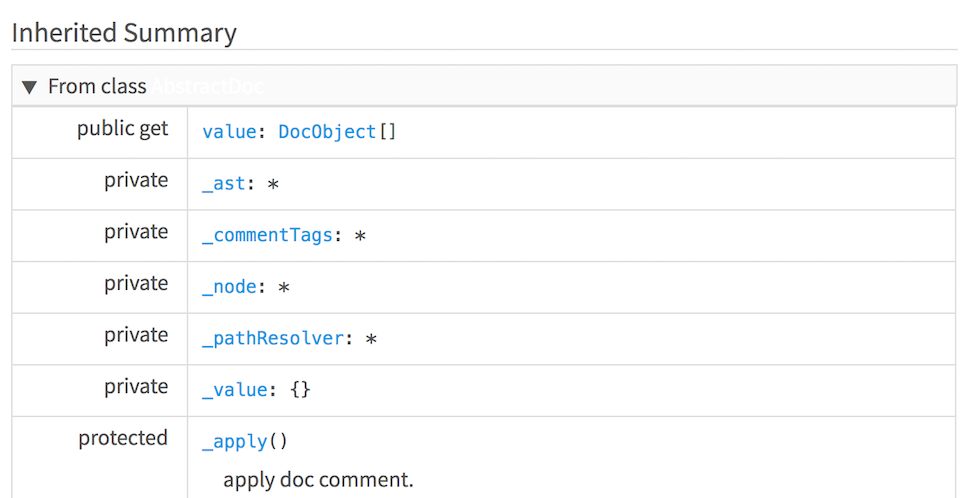 Inherited Summary
▼ From class AbstractDoc
public get value: DocObject[]
private _ast: *
private _commentTags: *
private _node: *
private _pathResolver: *
private _value: {}
protected _apply()
apply doc comment.